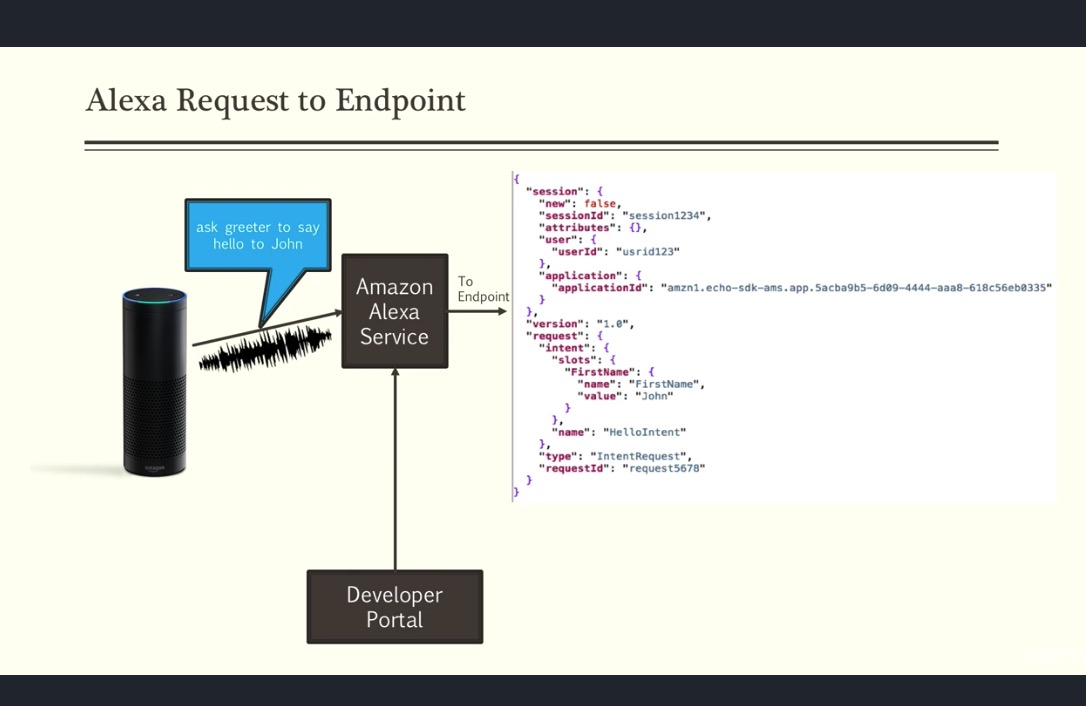 Alexa Request to Endpoint
ask greeter to say
hello to John
Amazon
Alexa
Service
To
Endpoint
{
"session": {
"new": false,
"sessionId": "session1234",
"attributes": {},
"user": {
"userId": "usrid123"
},
"application": {
"applicationId": "amzn1.echo-sdk-ams.app.5acba9b5-6d09-4444-aaa8-618c56eb0335"
}
},
"version": "1.0",
"request": {
"intent": {
"slots": {
"FirstName": {
"name": "FirstName",
"value": "John"
}
},
"name": "HelloIntent"
},
"type": "IntentRequest",
"requestId": "request5678"
}
}
amazon
Developer
Portal